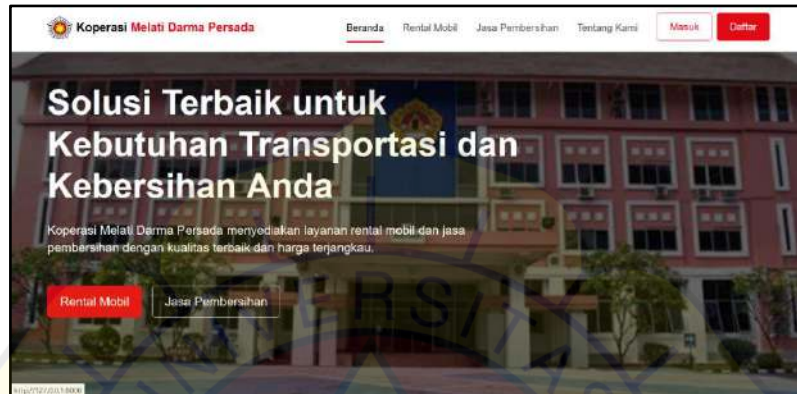 Koperasi Melati Darma Persada
Beranda Rental Mobil Jasa Pembersihan Tentang Kami Masuk Daftar
Solusi Terbaik untuk
Kebutuhan Transportasi dan
Kebersihan Anda
Koperasi Melati Darma Persada menyediakan layanan rental mobil dan jasa
pembersihan dengan kualitas terbaik dan harga terjangkau.
Rental Mobil Jasa Pembersihan